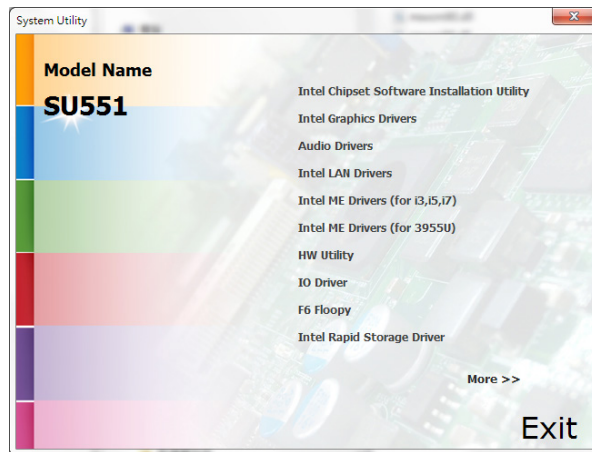 System Utility
Model Name
SU551
Intel Chipset Software Installation Utility
Intel Graphics Drivers
Audio Drivers
Intel LAN Drivers
Intel ME Drivers (for i3,i5,i7)
Intel ME Drivers (for 3955U)
HW Utility
IO Driver
F6 Floopy
Intel Rapid Storage Driver
More >>
Exit